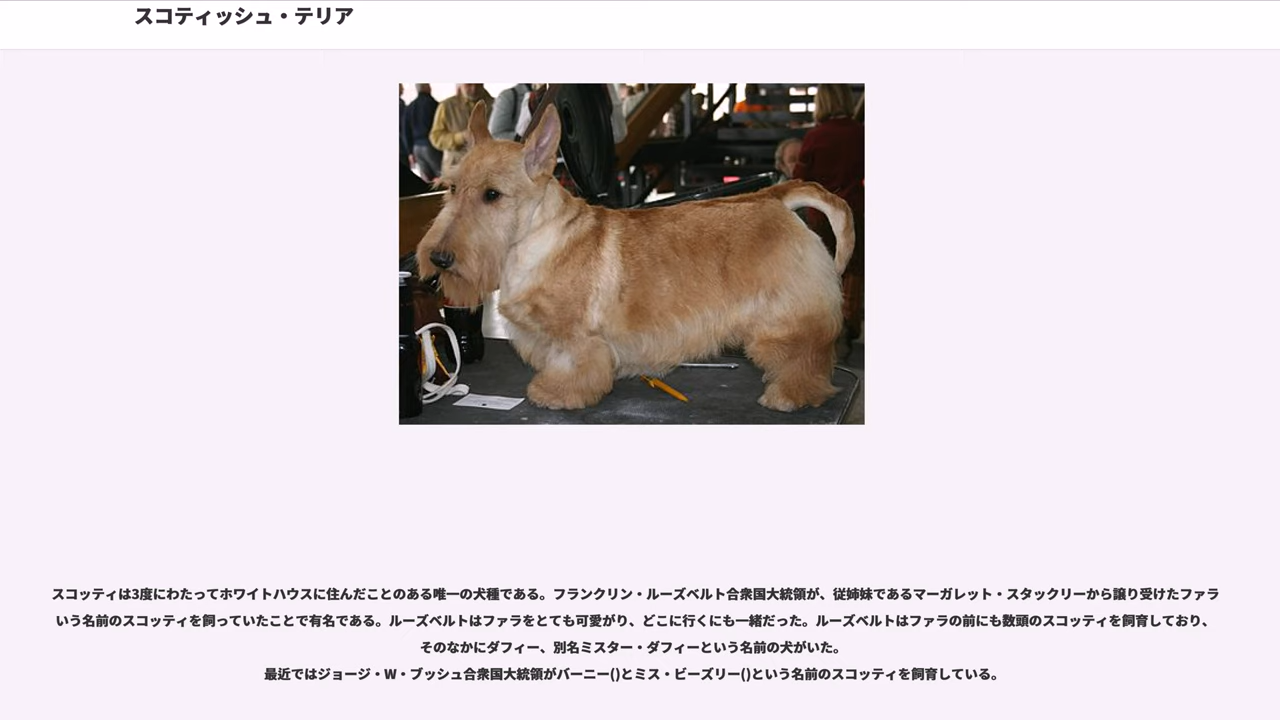 スコティッシュ・テリア
スコッティは3度にわたってホワイトハウスに住んだことのある唯一の犬種である。フランクリン・ルーズベルト合衆国大統領が、従姉妹であるマーガレット・スタックリーから譲り受けたファラ
いう名前のスコッティを飼っていたことで有名である。ルーズベルトはファラをとても可愛がり、どこに行くにも一緒だった。ルーズベルトはファラの前にも数頭のスコッティを飼育しており、
そのなかにダフィー、別名ミスター・ダフィーという名前の犬がいた。
最近ではジョージ・W・ブッシュ合衆国大統領がバーニー()とミス・ビーズリー()という名前のスコッティを飼育している。